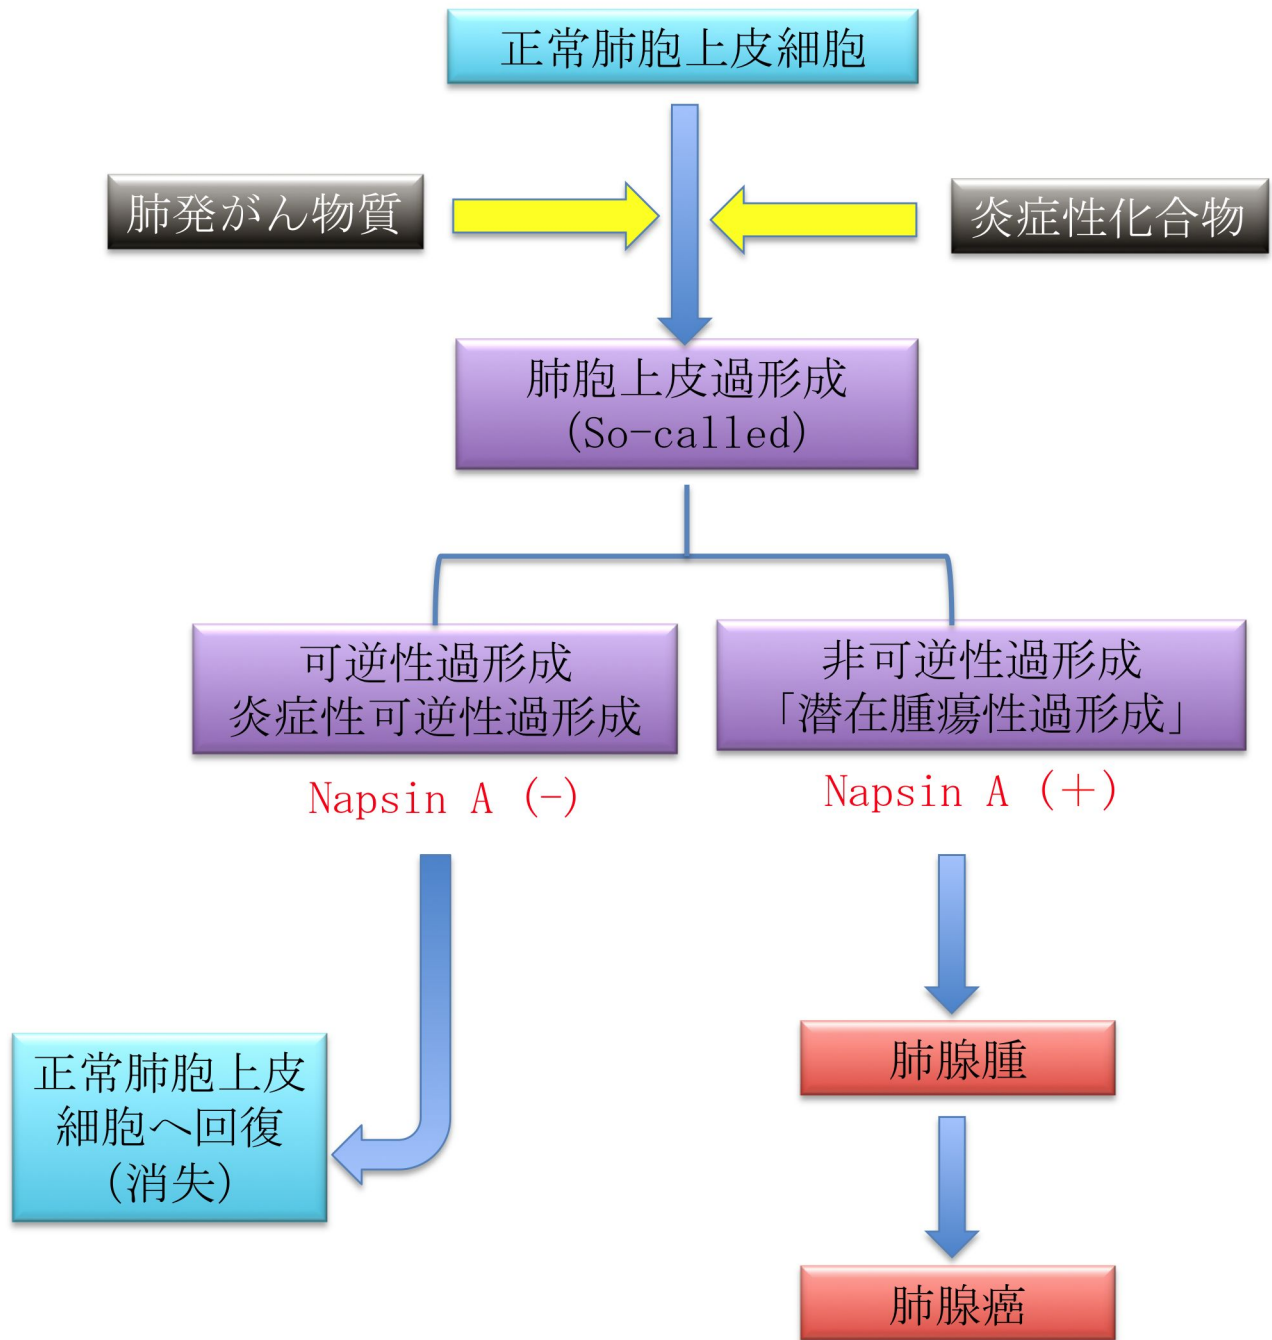 正常肺胞上皮細胞
肺発がん物質
炎症性化合物
肺胞上皮過形成
(So-called)
可逆性過形成
炎症性可逆性過形成
非可逆性過形成
「潜在腫瘍性過形成」
Napsin A (-)
Napsin A (＋)
正常肺胞上皮
細胞へ回復
(消失)
肺腺腫
肺腺癌